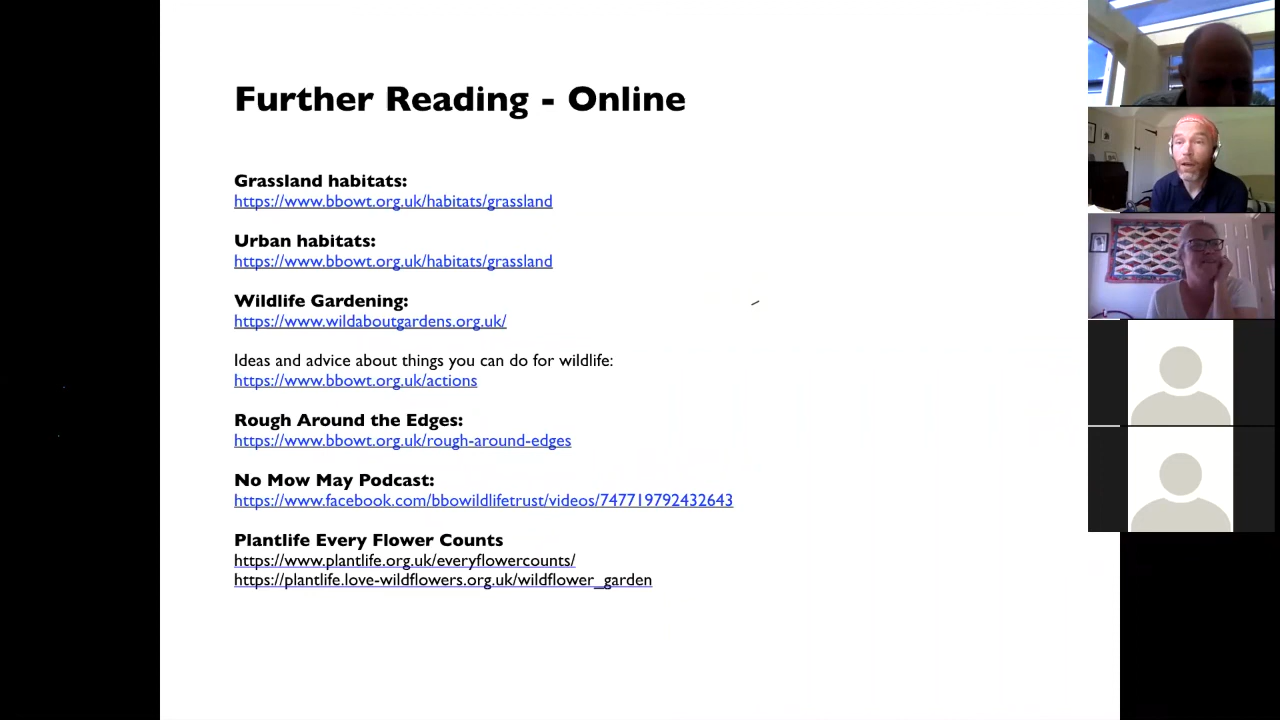 Further Reading - Online
Grassland habitats:
https://www.bbowt.org.uk/habitats/grassland
Urban habitats:
https://www.bbowt.org.uk/habitats/grassland
Wildlife Gardening:
https://www.wildaboutgardens.org.uk/
Ideas and advice about things you can do for wildlife:
https://www.bbowt.org.uk/actions
Rough Around the Edges:
https://www.bbowt.org.uk/rough-around-edges
No Mow May Podcast:
https://www.facebook.com/bbowildlifetrust/videos/747719792432643
Plantlife Every Flower Counts
https://www.plantlife.org.uk/everyflowercounts/
https://plantlife.love-wildflowers.org.uk/wildflower_garden